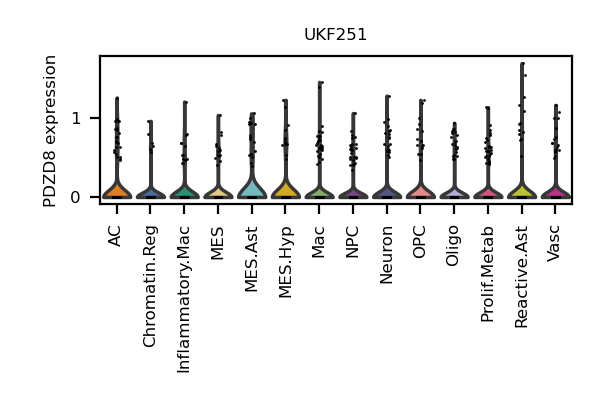 UKF251
PDZD8 expression
1
0
AC
Chromatin.Reg
Inflammatory.Mac
MES
MES.Ast
MES.Hyp
Mac
NPC
Neuron
OPC
Oligo
Prolif.Metab
Reactive.Ast
Vasc